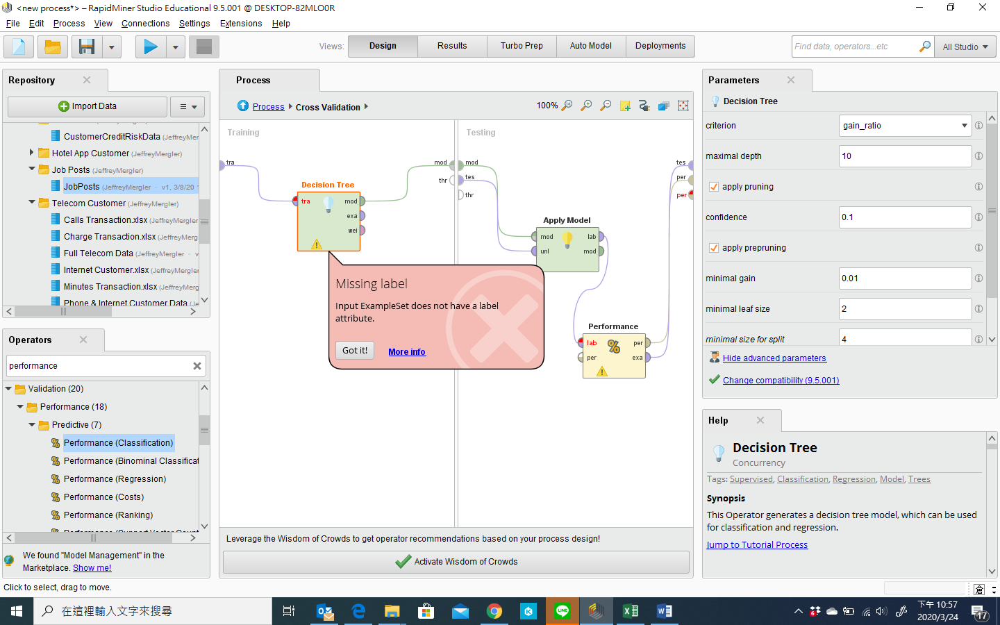 <new process*> – RapidMiner Studio Educational 9.5.001 @ DESKTOP-82MLO0R
File Edit Process View Connections Settings Extensions Help
Views: Design Results Turbo Prep Auto Model Deployments
Find data, operators...etc
All Studio
Repository
Import Data
CustomerCreditRiskData (JeffreyMer
Hotel App Customer (JeffreyMergler)
Job Posts (JeffreyMergler)
JobPosts (JeffreyMergler - v1, 3/8/20
Telecom Customer (JeffreyMergler)
Calls Transaction.xlsx (JeffreyMergler
Charge Transaction.xlsx (JeffreyMerg
Full Telecom Data (JeffreyMergler - v
Internet Customer.xlsx (JeffreyMergler
Minutes Transaction.xlsx (JeffreyMerg
Phone & Internet Customer Data (Je
Operators
performance
Validation (20)
Performance (18)
Predictive (7)
Performance (Classification)
Performance (Binominal Classificat
Performance (Regression)
Performance (Costs)
Performance (Ranking)
Performance (Support Vector Count
We found "Model Management" in the
Marketplace. Show me!
Process
Process Cross Validation
100%
Training
Testing
tra
mod
thr
mod
tes
thr
tes
per
per
Decision Tree
tra
mod
exa
wei
Apply Model
mod
unl
lab
mod
Performance
lab
per
per
exa
Missing label
Input ExampleSet does not have a label
attribute.
Got it! More info
Leverage the Wisdom of Crowds to get operator recommendations based on your process design!
Activate Wisdom of Crowds
Parameters
Decision Tree
criterion gain_ratio
maximal depth 10
apply pruning
confidence 0.1
apply prepruning
minimal gain 0.01
minimal leaf size 2
minimal size for split 4
Hide advanced parameters
Change compatibility (9.5.001)
Help
Decision Tree
Concurrency
Tags: Supervised, Classification, Regression, Model, Trees
Synopsis
This Operator generates a decision tree model, which can be used
for classification and regression.
Jump to Tutorial Process
Click to select, drag to move.
倉
在這裡輸入文字來搜尋
LINE
6
下午 10:57
2020/3/24
17